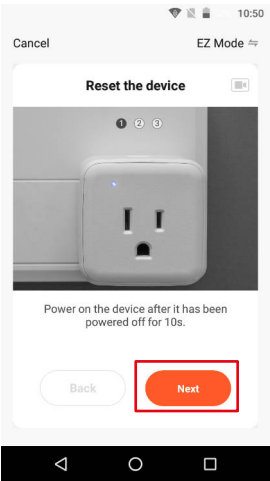 10:50
Cancel EZ Mode
Reset the device
1 2 3
Power on the device after it has been
powered off for 10s.
Back Next